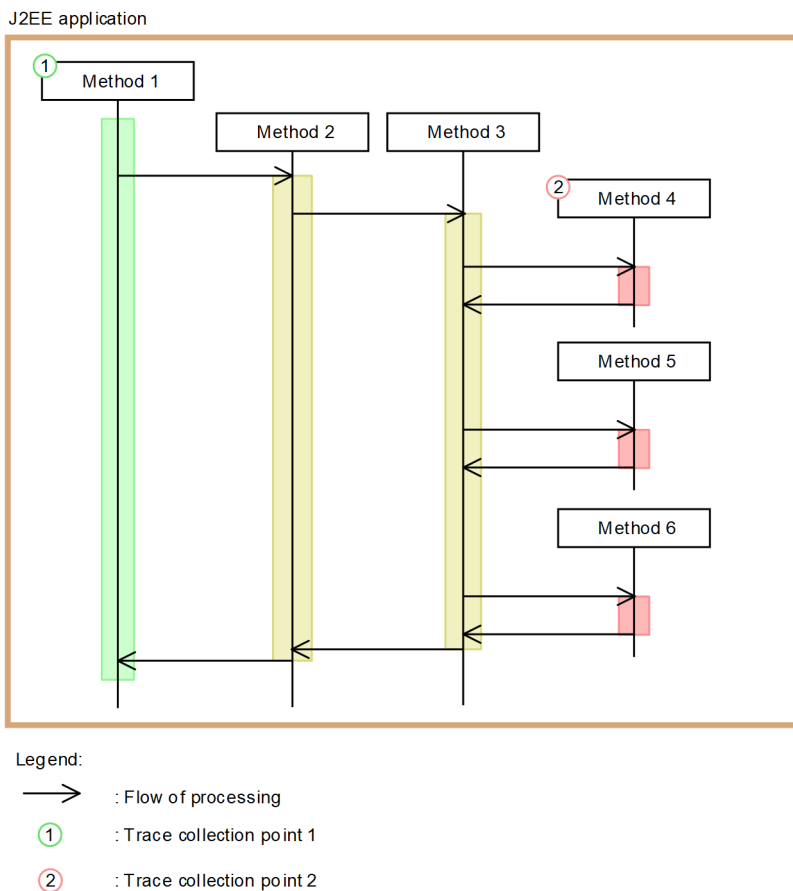 J2EE application
1
Method 1
Method 2
Method 3
2
Method 4
Method 5
Method 6
Legend:
: Flow of processing
1 : Trace collection point 1
2 : Trace collection point 2